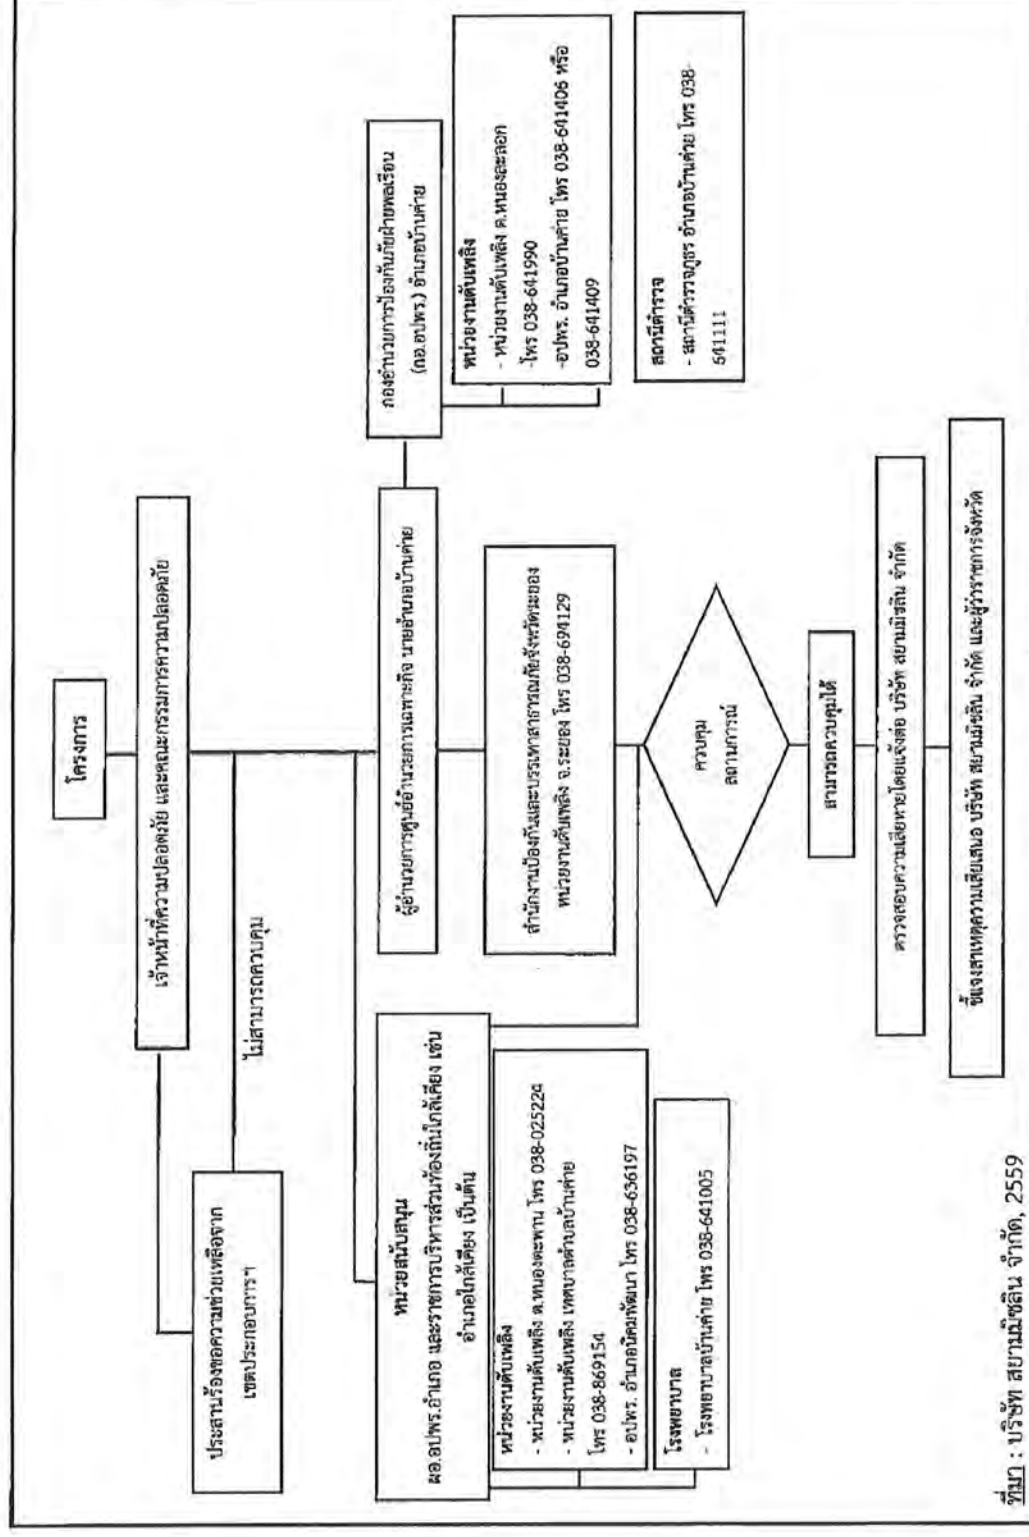 โครงการ
เจ้าหน้าที่ความปลอดภัย และคณะกรรมการความปลอดภัย
ประสานร้องขอความช่วยเหลือจาก
เขตประกอบการฯ
ไม่สามารถควบคุม
หน่วยสนับสนุน
ผอ.อปพร.อำเภอ และราชการบริหารส่วนท้องถิ่นใกล้เคียง เช่น
อำเภอใกล้เคียง เป็นต้น
หน่วยงานดับเพลิง
- หน่วยงานดับเพลิง ต.หนองตะพาน โทร 038-025224
- หน่วยงานดับเพลิง เทศบาลตำบลบ้านค่าย
โทร 038-869154
- อปพร. อำเภอนิคมพัฒนา โทร 038-636197
โรงพยาบาล
- โรงพยาบาลบ้านค่าย โทร 038-641005
ผู้อำนวยการศูนย์อำนวยการเฉพาะกิจ นายอำเภอบ้านค่าย
สำนักงานป้องกันและบรรเทาสาธารณภัยจังหวัดระยอง
หน่วยงานดับเพลิง จ.ระยอง โทร 038-694129
กองอำนวยการป้องกันภัยฝ่ายพลเรือน
(กอ.อปพร.) อำเภอบ้านค่าย
หน่วยงานดับเพลิง
- หน่วยงานดับเพลิง ต.หนองละลอก
-โทร 038-641990
-อปพร. อำเภอบ้านค่าย โทร 038-641406 หรือ
038-641409
สถานีตำรวจ
- สถานีตำรวจภูธร อำเภอบ้านค่าย โทร 038-
641111
ควบคุม
สถานการณ์
สามารถควบคุมได้
ตรวจสอบความเสียหายโดยแจ้งต่อ บริษัท สยามมิชลิน จำกัด
ชี้แจงสาเหตุความเสียเสนอ บริษัท สยามมิชลิน จำกัด และผู้ว่าราชการจังหวัด
ที่มา : บริษัท สยามมิชลิน จำกัด, 2559